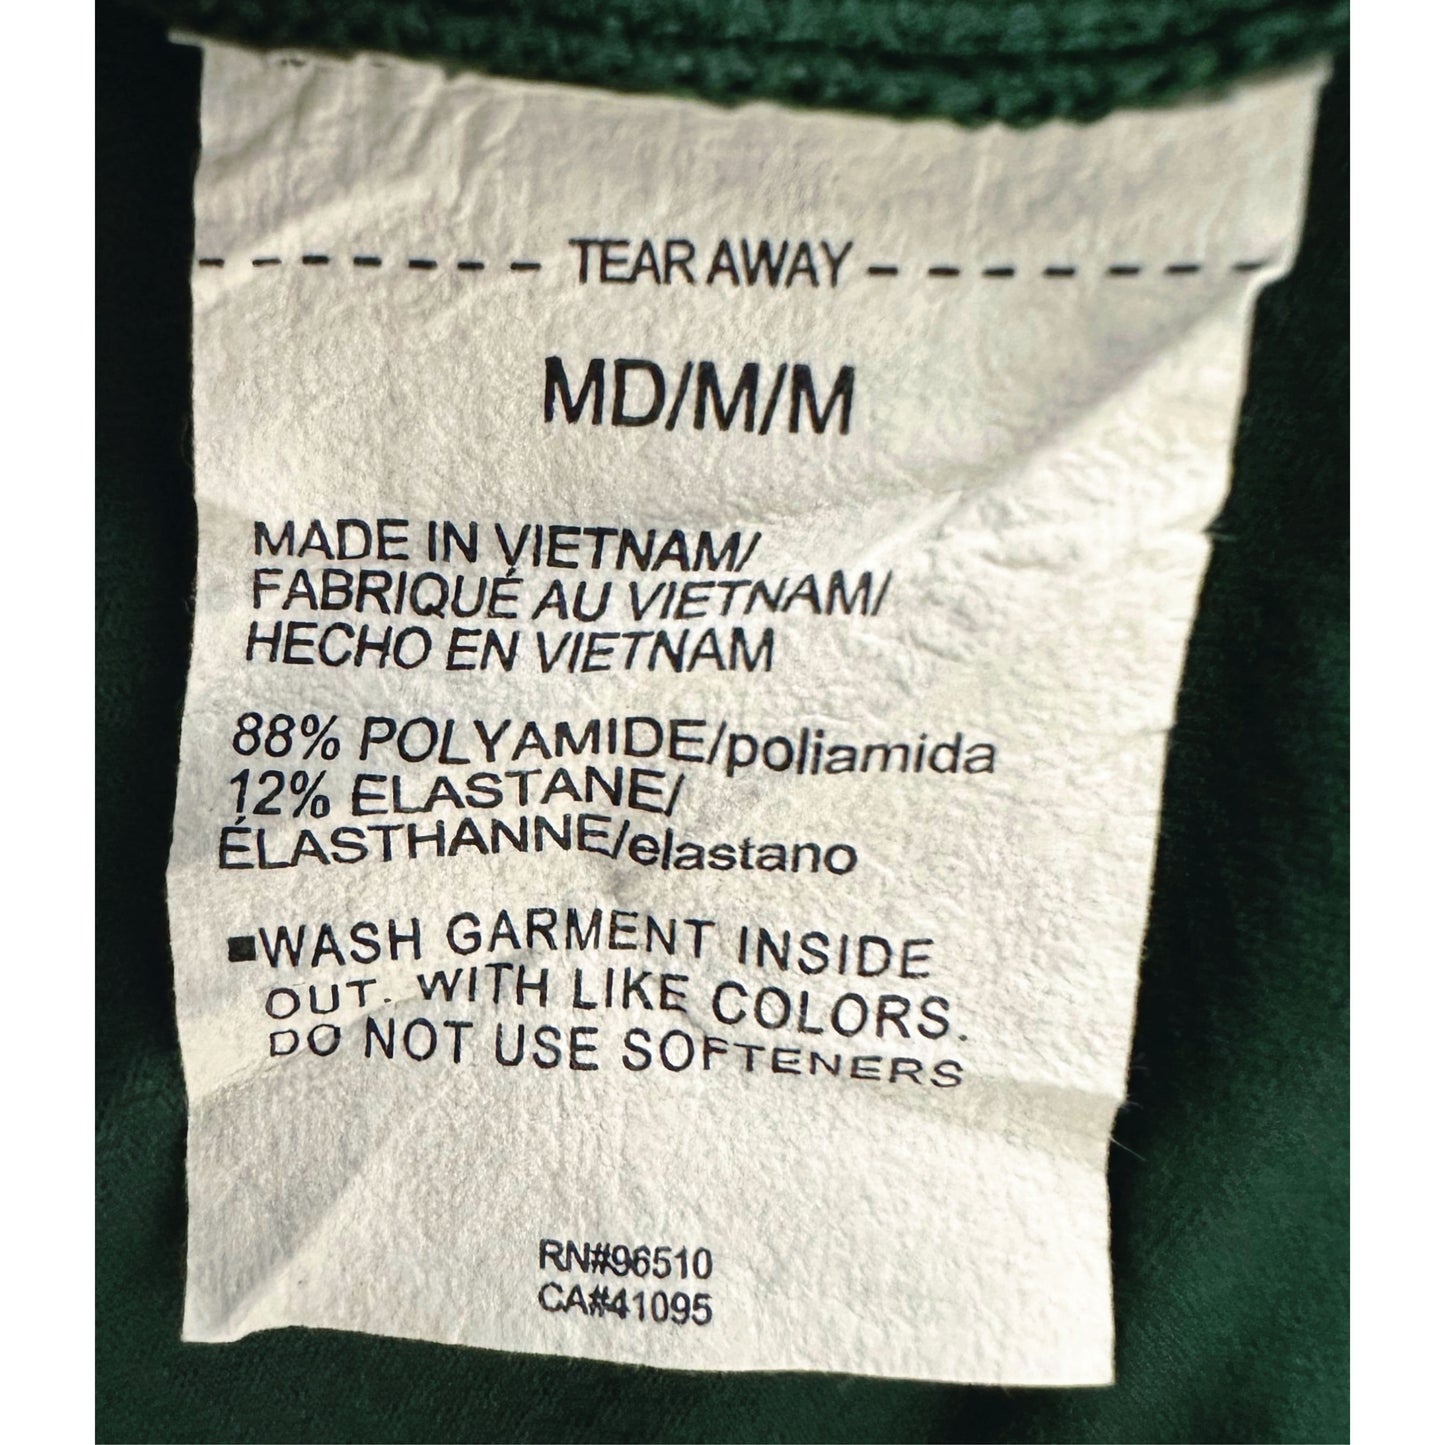 TEAR AWAY
MD/M/M
MADE IN VIETNAM/
FABRIQUÉ AU VIETNAM/
HECHO EN VIETNAM
88% POLYAMIDE/poliamida
12% ELASTANE/
ÉLASTHANNE/elastano
■WASH GARMENT INSIDE
OUT. WITH LIKE COLORS.
DO NOT USE SOFTENERS
RN#96510
CA#41095